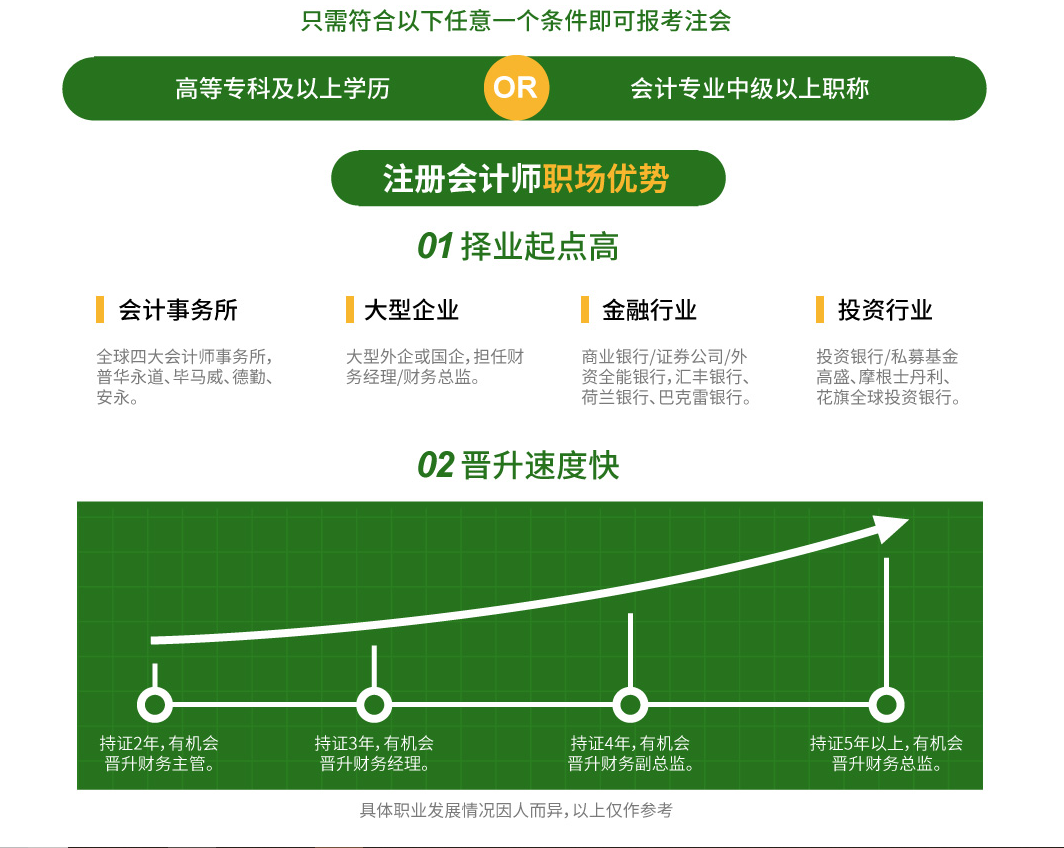 只需符合以下任意一个条件即可报考注会
高等专科及以上学历 OR 会计专业中级以上职称
注册会计师职场优势
01 择业起点高
会计事务所
全球四大会计师事务所，
普华永道、毕马威、德勤、
安永。
大型企业
大型外企或国企，担任财
务经理/财务总监。
金融行业
商业银行/证券公司/外
资全能银行，汇丰银行、
荷兰银行、巴克雷银行。
投资行业
投资银行/私募基金
高盛、摩根士丹利、
花旗全球投资银行。
02 晋升速度快
持证2年，有机会
晋升财务主管。
持证3年，有机会
晋升财务经理。
持证4年，有机会
晋升财务副总监。
持证5年以上，有机会
晋升财务总监。
具体职业发展情况因人而异，以上仅作参考